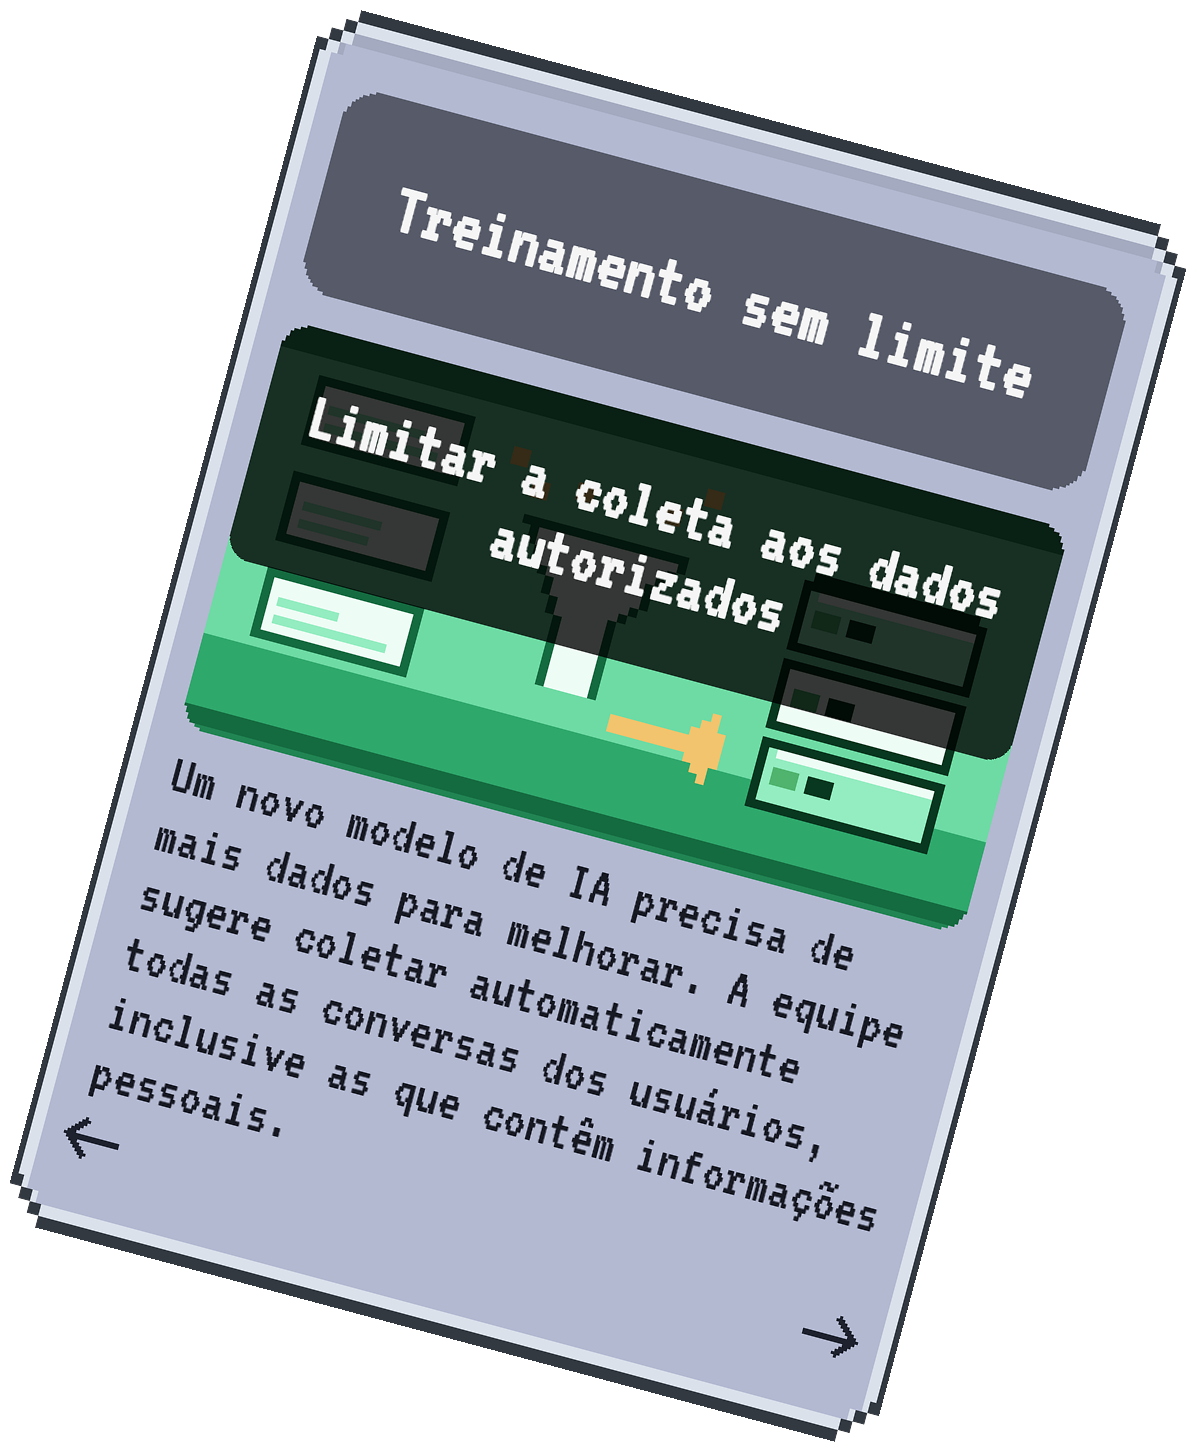 Treinamento sem limite
Limitar a coleta aos dados
autorizados
Um novo modelo de IA precisa de
mais dados para melhorar. A equipe
sugere coletar automaticamente
todas as conversas dos usuários,
inclusive as que contêm informações
pessoais.